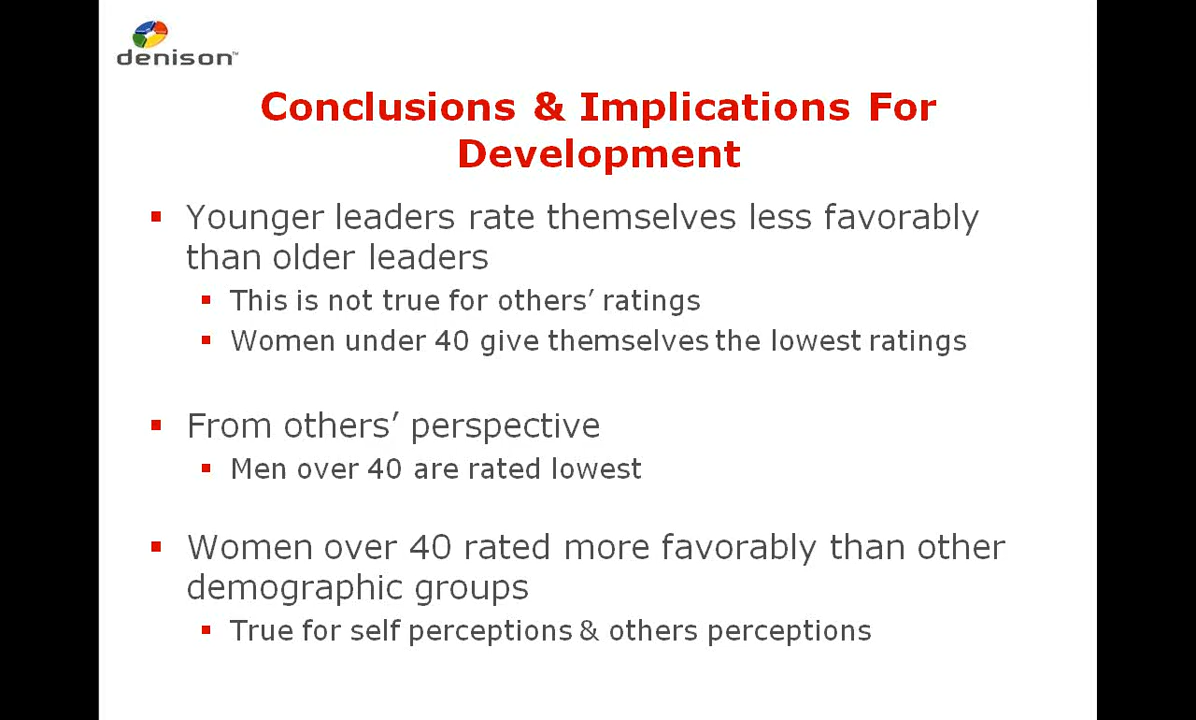 denison™
Conclusions & Implications For
Development
▪ Younger leaders rate themselves less favorably
than older leaders
▪ This is not true for others’ ratings
▪ Women under 40 give themselves the lowest ratings
▪ From others’ perspective
▪ Men over 40 are rated lowest
▪ Women over 40 rated more favorably than other
demographic groups
▪ True for self perceptions & others perceptions